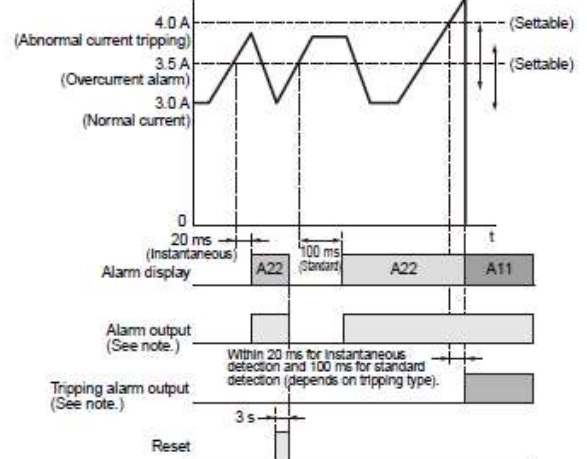 4.0 A
(Settable)
(Abnormal current tripping)
3.5 A
(Settable)
(Overcurrent alarm)
3.0 A
(Normal current)
0
t
20 ms
(Instantaneous)
100 ms
(Standard)
Alarm display
A22
A22
A11
Alarm output
(See note.)
Within 20 ms for instantaneous
detection and 100 ms for standard
detection (depends on tripping type).
Tripping alarm output
(See note.)
3 s
Reset